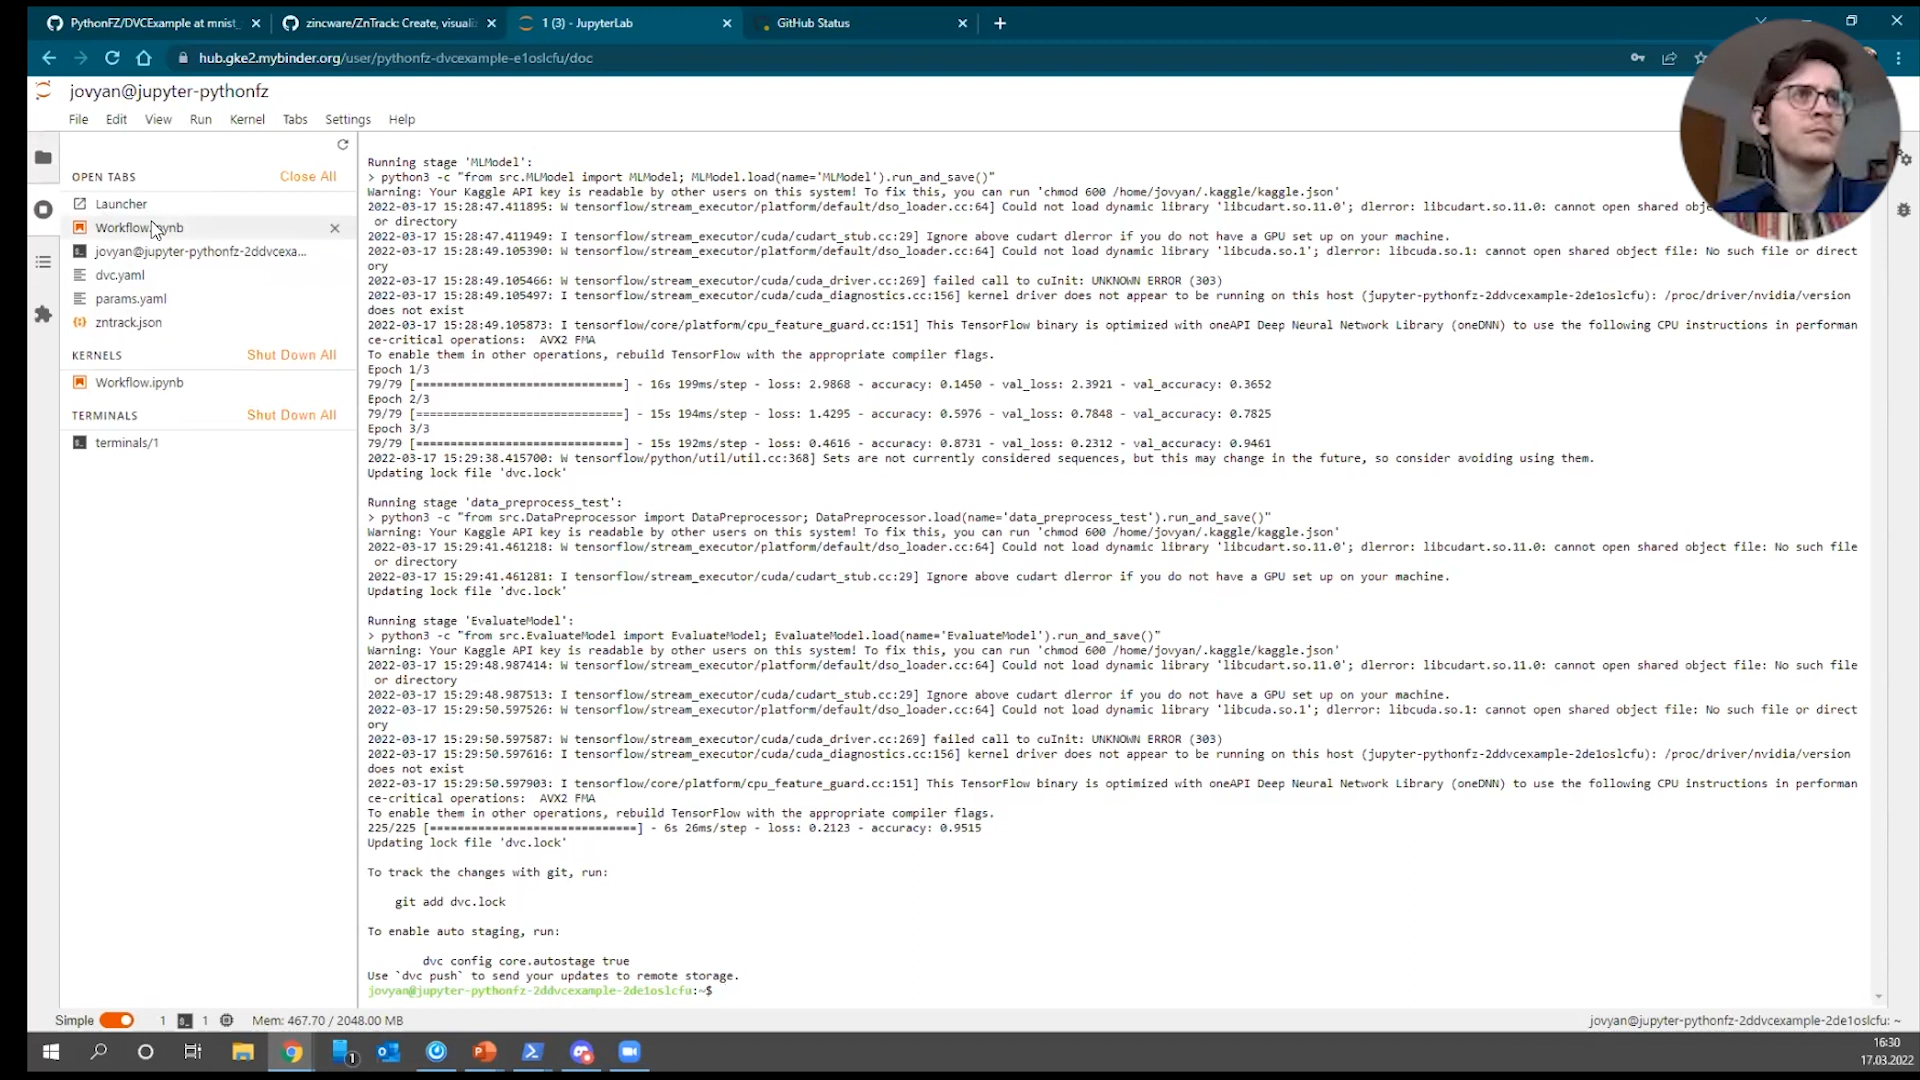 PythonFZ/DVCExample at mnist_
zincware/ZnTrack: Create, visuali
1 (3) - JupyterLab
GitHub Status
hub.gke2.mybinder.org/user/pythonfz-dvcexample-e1oslcfu/doc
jovyan@jupyter-pythonfz
File Edit View Run Kernel Tabs Settings Help
OPEN TABS Close All
Launcher
Workflow.ipynb
jovyan@jupyter-pythonfz-2ddvcexa...
dvc.yaml
params.yaml
zntrack.json
KERNELS Shut Down All
Workflow.ipynb
TERMINALS Shut Down All
terminals/1
Running stage 'MLModel':
> python3 -c "from src.MLModel import MLModel; MLModel.load(name='MLModel').run_and_save()"
Warning: Your Kaggle API key is readable by other users on this system! To fix this, you can run 'chmod 600 /home/jovyan/.kaggle/kaggle.json'
2022-03-17 15:28:47.411895: W tensorflow/stream_executor/platform/default/dso_loader.cc:64] Could not load dynamic library 'libcudart.so.11.0'; dlerror: libcudart.so.11.0: cannot open shared obj
or directory
2022-03-17 15:28:47.411949: I tensorflow/stream_executor/cuda/cudart_stub.cc:29] Ignore above cudart dlerror if you do not have a GPU set up on your machine.
2022-03-17 15:28:49.105390: W tensorflow/stream_executor/platform/default/dso_loader.cc:64] Could not load dynamic library 'libcuda.so.1'; dlerror: libcuda.so.1: cannot open shared object file: No such file or direct
ory
2022-03-17 15:28:49.105466: W tensorflow/stream_executor/cuda/cuda_driver.cc:269] failed call to cuInit: UNKNOWN ERROR (303)
2022-03-17 15:28:49.105497: I tensorflow/stream_executor/cuda/cuda_diagnostics.cc:156] kernel driver does not appear to be running on this host (jupyter-pythonfz-2ddvcexample-2de1oslcfu): /proc/driver/nvidia/version
does not exist
2022-03-17 15:28:49.105873: I tensorflow/core/platform/cpu_feature_guard.cc:151] This TensorFlow binary is optimized with oneAPI Deep Neural Network Library (oneDNN) to use the following CPU instructions in performan
ce-critical operations:  AVX2 FMA
To enable them in other operations, rebuild TensorFlow with the appropriate compiler flags.
Epoch 1/3
79/79 [==============================] - 16s 199ms/step - loss: 2.9868 - accuracy: 0.1450 - val_loss: 2.3921 - val_accuracy: 0.3652
Epoch 2/3
79/79 [==============================] - 15s 194ms/step - loss: 1.4295 - accuracy: 0.5976 - val_loss: 0.7848 - val_accuracy: 0.7825
Epoch 3/3
79/79 [==============================] - 15s 192ms/step - loss: 0.4616 - accuracy: 0.8731 - val_loss: 0.2312 - val_accuracy: 0.9461
2022-03-17 15:29:38.415700: W tensorflow/python/util/util.cc:368] Sets are not currently considered sequences, but this may change in the future, so consider avoiding using them.
Updating lock file 'dvc.lock'
Running stage 'data_preprocess_test':
> python3 -c "from src.DataPreprocessor import DataPreprocessor; DataPreprocessor.load(name='data_preprocess_test').run_and_save()"
Warning: Your Kaggle API key is readable by other users on this system! To fix this, you can run 'chmod 600 /home/jovyan/.kaggle/kaggle.json'
2022-03-17 15:29:41.461218: W tensorflow/stream_executor/platform/default/dso_loader.cc:64] Could not load dynamic library 'libcudart.so.11.0'; dlerror: libcudart.so.11.0: cannot open shared object file: No such file
or directory
2022-03-17 15:29:41.461281: I tensorflow/stream_executor/cuda/cudart_stub.cc:29] Ignore above cudart dlerror if you do not have a GPU set up on your machine.
Updating lock file 'dvc.lock'
Running stage 'EvaluateModel':
> python3 -c "from src.EvaluateModel import EvaluateModel; EvaluateModel.load(name='EvaluateModel').run_and_save()"
Warning: Your Kaggle API key is readable by other users on this system! To fix this, you can run 'chmod 600 /home/jovyan/.kaggle/kaggle.json'
2022-03-17 15:29:48.987414: W tensorflow/stream_executor/platform/default/dso_loader.cc:64] Could not load dynamic library 'libcudart.so.11.0'; dlerror: libcudart.so.11.0: cannot open shared object file: No such file
or directory
2022-03-17 15:29:48.987513: I tensorflow/stream_executor/cuda/cudart_stub.cc:29] Ignore above cudart dlerror if you do not have a GPU set up on your machine.
2022-03-17 15:29:50.597526: W tensorflow/stream_executor/platform/default/dso_loader.cc:64] Could not load dynamic library 'libcuda.so.1'; dlerror: libcuda.so.1: cannot open shared object file: No such file or direct
ory
2022-03-17 15:29:50.597587: W tensorflow/stream_executor/cuda/cuda_driver.cc:269] failed call to cuInit: UNKNOWN ERROR (303)
2022-03-17 15:29:50.597616: I tensorflow/stream_executor/cuda/cuda_diagnostics.cc:156] kernel driver does not appear to be running on this host (jupyter-pythonfz-2ddvcexample-2de1oslcfu): /proc/driver/nvidia/version
does not exist
2022-03-17 15:29:50.597903: I tensorflow/core/platform/cpu_feature_guard.cc:151] This TensorFlow binary is optimized with oneAPI Deep Neural Network Library (oneDNN) to use the following CPU instructions in performan
ce-critical operations:  AVX2 FMA
To enable them in other operations, rebuild TensorFlow with the appropriate compiler flags.
225/225 [==============================] - 6s 26ms/step - loss: 0.2123 - accuracy: 0.9515
Updating lock file 'dvc.lock'
To track the changes with git, run:
git add dvc.lock
To enable auto staging, run:
dvc config core.autostage true
Use `dvc push` to send your updates to remote storage.
jovyan@jupyter-pythonfz-2ddvcexample-2de1oslcfu:~$
Simple 1 1 Mem: 467.70 / 2048.00 MB
jovyan@jupyter-pythonfz-2ddvcexample-2de1oslcfu: ~
1
16:30
17.03.2022